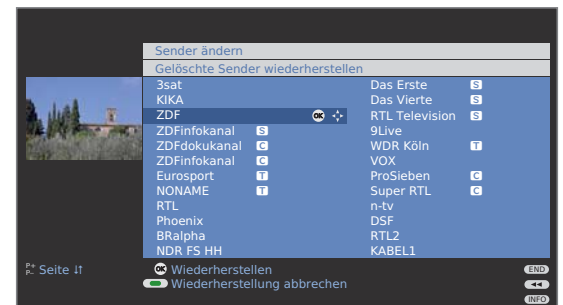 Sender ändern
Gelöschte Sender wiederherstellen
3sat
KIKA
ZDF OK
ZDFinfokanal S
ZDFdokukanal C
ZDFinfokanal C
Eurosport T
NONAME T
RTL
Phoenix
BRalpha
NDR FS HH
Das Erste S
Das Vierte S
RTL Television S
9Live
WDR Köln T
VOX
ProSieben C
Super RTL C
n-tv
DSF
RTL2
KABEL1
P+
P- Seite
OK Wiederherstellen
Wiederherstellung abbrechen
END
INFO